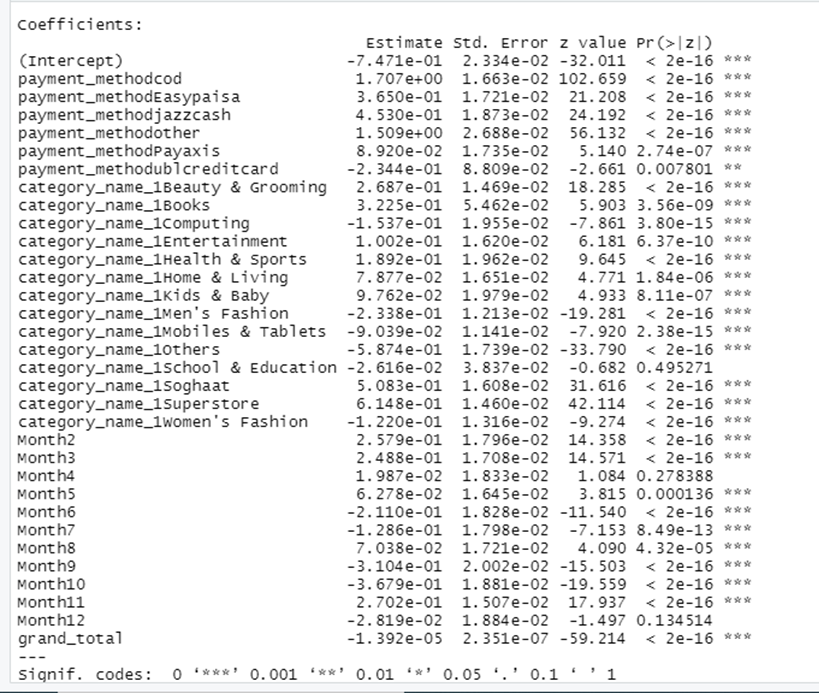 Coefficients:
Estimate Std. Error z value Pr(>|z|)
(Intercept) -7.471e-01 2.334e-02 -32.011 < 2e-16 ***
payment_methodcod 1.707e+00 1.663e-02 102.659 < 2e-16 ***
payment_methodEasypaisa 3.650e-01 1.721e-02 21.208 < 2e-16 ***
payment_methodjazzcash 4.530e-01 1.873e-02 24.192 < 2e-16 ***
payment_methodother 1.509e+00 2.688e-02 56.132 < 2e-16 ***
payment_methodPayaxis 8.920e-02 1.735e-02 5.140 2.74e-07 ***
payment_methodublcreditcard -2.344e-01 8.809e-02 -2.661 0.007801 **
category_name_1Beauty & Grooming 2.687e-01 1.469e-02 18.285 < 2e-16 ***
category_name_1Books 3.225e-01 5.462e-02 5.903 3.56e-09 ***
category_name_1Computing -1.537e-01 1.955e-02 -7.861 3.80e-15 ***
category_name_1Entertainment 1.002e-01 1.620e-02 6.181 6.37e-10 ***
category_name_1Health & Sports 1.892e-01 1.962e-02 9.645 < 2e-16 ***
category_name_1Home & Living 7.877e-02 1.651e-02 4.771 1.84e-06 ***
category_name_1Kids & Baby 9.762e-02 1.979e-02 4.933 8.11e-07 ***
category_name_1Men's Fashion -2.338e-01 1.213e-02 -19.281 < 2e-16 ***
category_name_1Mobiles & Tablets -9.039e-02 1.141e-02 -7.920 2.38e-15 ***
category_name_1Others -5.874e-01 1.739e-02 -33.790 < 2e-16 ***
category_name_1School & Education -2.616e-02 3.837e-02 -0.682 0.495271
category_name_1Soghaat 5.083e-01 1.608e-02 31.616 < 2e-16 ***
category_name_1Superstore 6.148e-01 1.460e-02 42.114 < 2e-16 ***
category_name_1Women's Fashion -1.220e-01 1.316e-02 -9.274 < 2e-16 ***
Month2 2.579e-01 1.796e-02 14.358 < 2e-16 ***
Month3 2.488e-01 1.708e-02 14.571 < 2e-16 ***
Month4 1.987e-02 1.833e-02 1.084 0.278388
Month5 6.278e-02 1.645e-02 3.815 0.000136 ***
Month6 -2.110e-01 1.828e-02 -11.540 < 2e-16 ***
Month7 -1.286e-01 1.798e-02 -7.153 8.49e-13 ***
Month8 7.038e-02 1.721e-02 4.090 4.32e-05 ***
Month9 -3.104e-01 2.002e-02 -15.503 < 2e-16 ***
Month10 -3.679e-01 1.881e-02 -19.559 < 2e-16 ***
Month11 2.702e-01 1.507e-02 17.937 < 2e-16 ***
Month12 -2.819e-02 1.884e-02 -1.497 0.134514
grand_total -1.392e-05 2.351e-07 -59.214 < 2e-16 ***
---
Signif. codes: 0 ‘***’ 0.001 ‘**’ 0.01 ‘*’ 0.05 ‘.’ 0.1 ‘ ’ 1